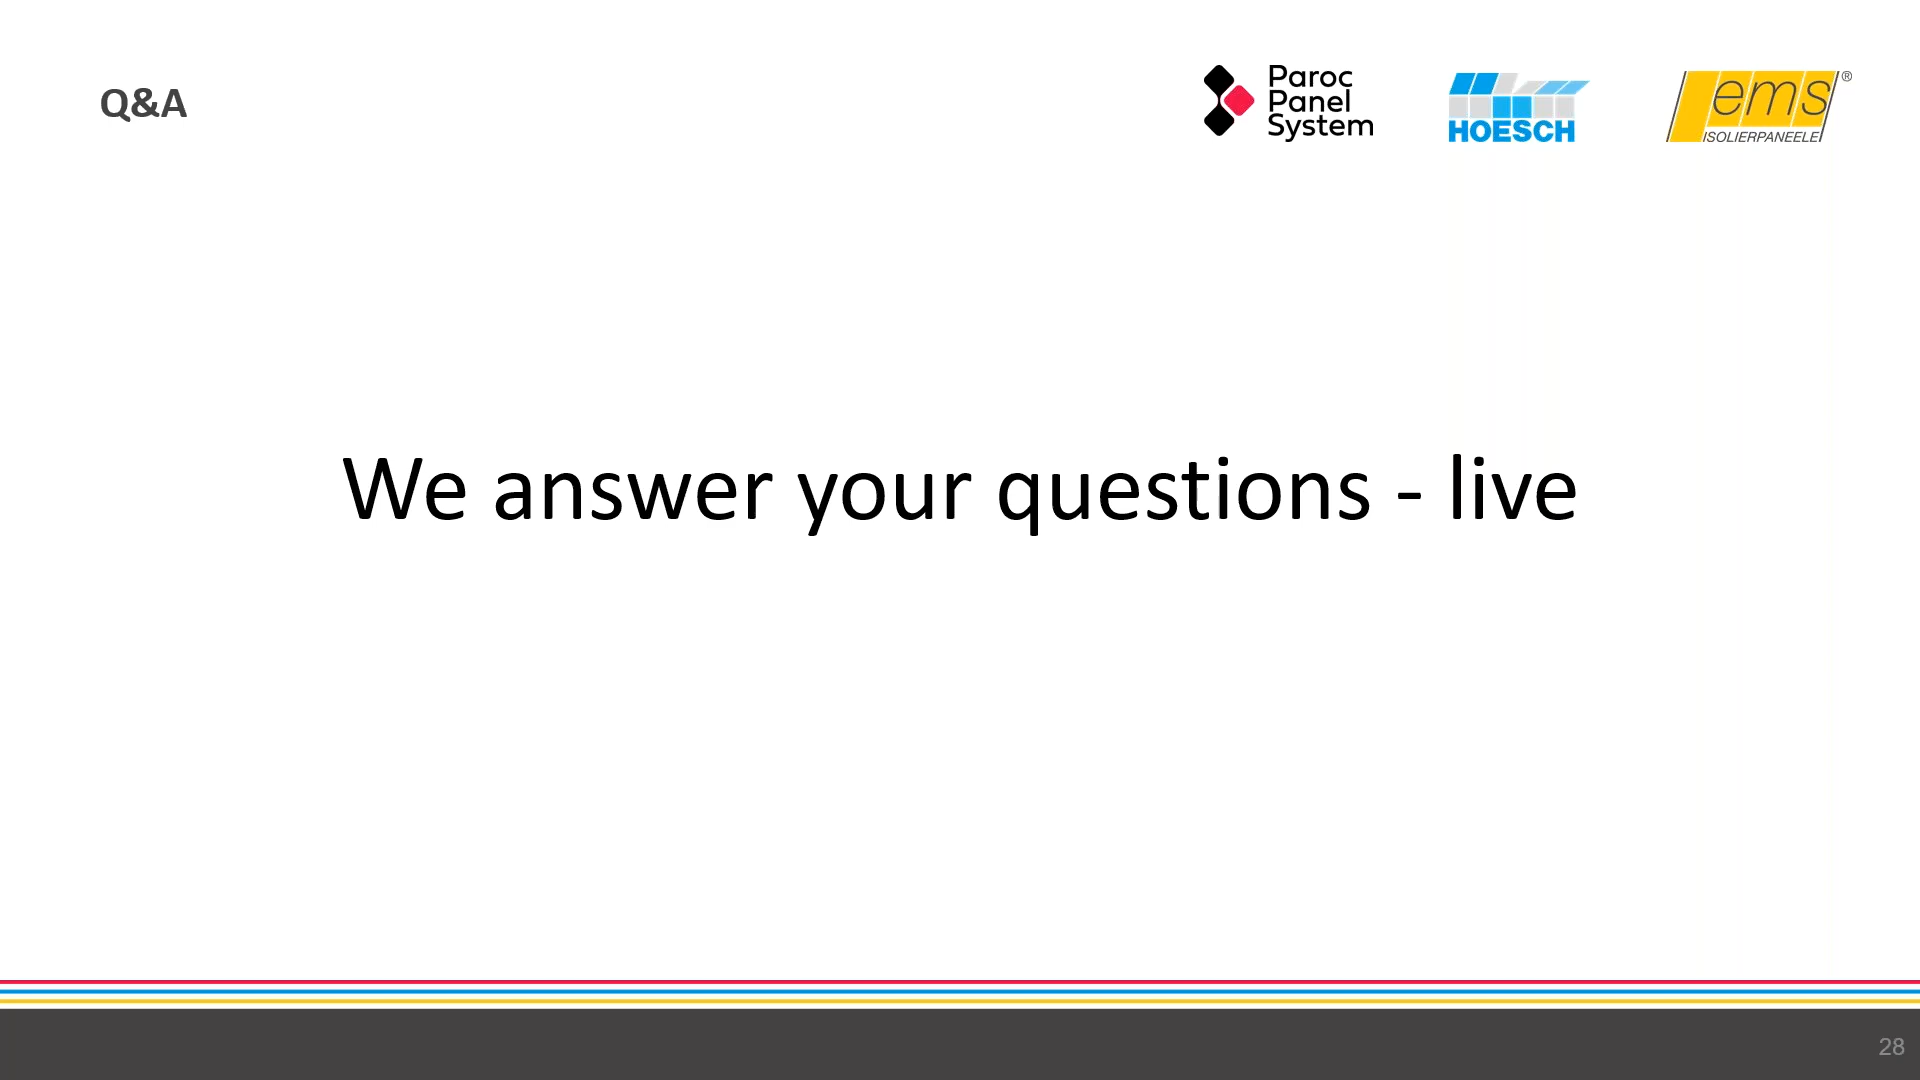 Q&A
Paroc
Panel
System
HOESCH
ems®
ISOLIERPANEELE
We answer your questions - live
28